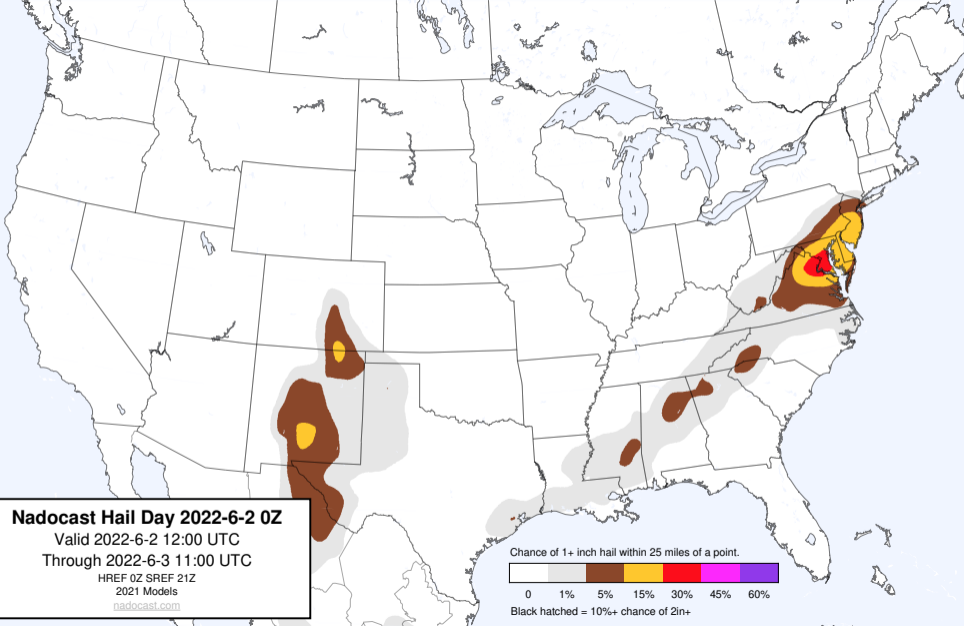 Nadocast Hail Day 2022-6-2 0Z
Valid 2022-6-2 12:00 UTC
Through 2022-6-3 11:00 UTC
HREF 0Z SREF 21Z
2021 Models
nadocast.com
Chance of 1+ inch hail within 25 miles of a point.
0 1% 5% 15% 30% 45% 60%
Black hatched = 10%+ chance of 2in+